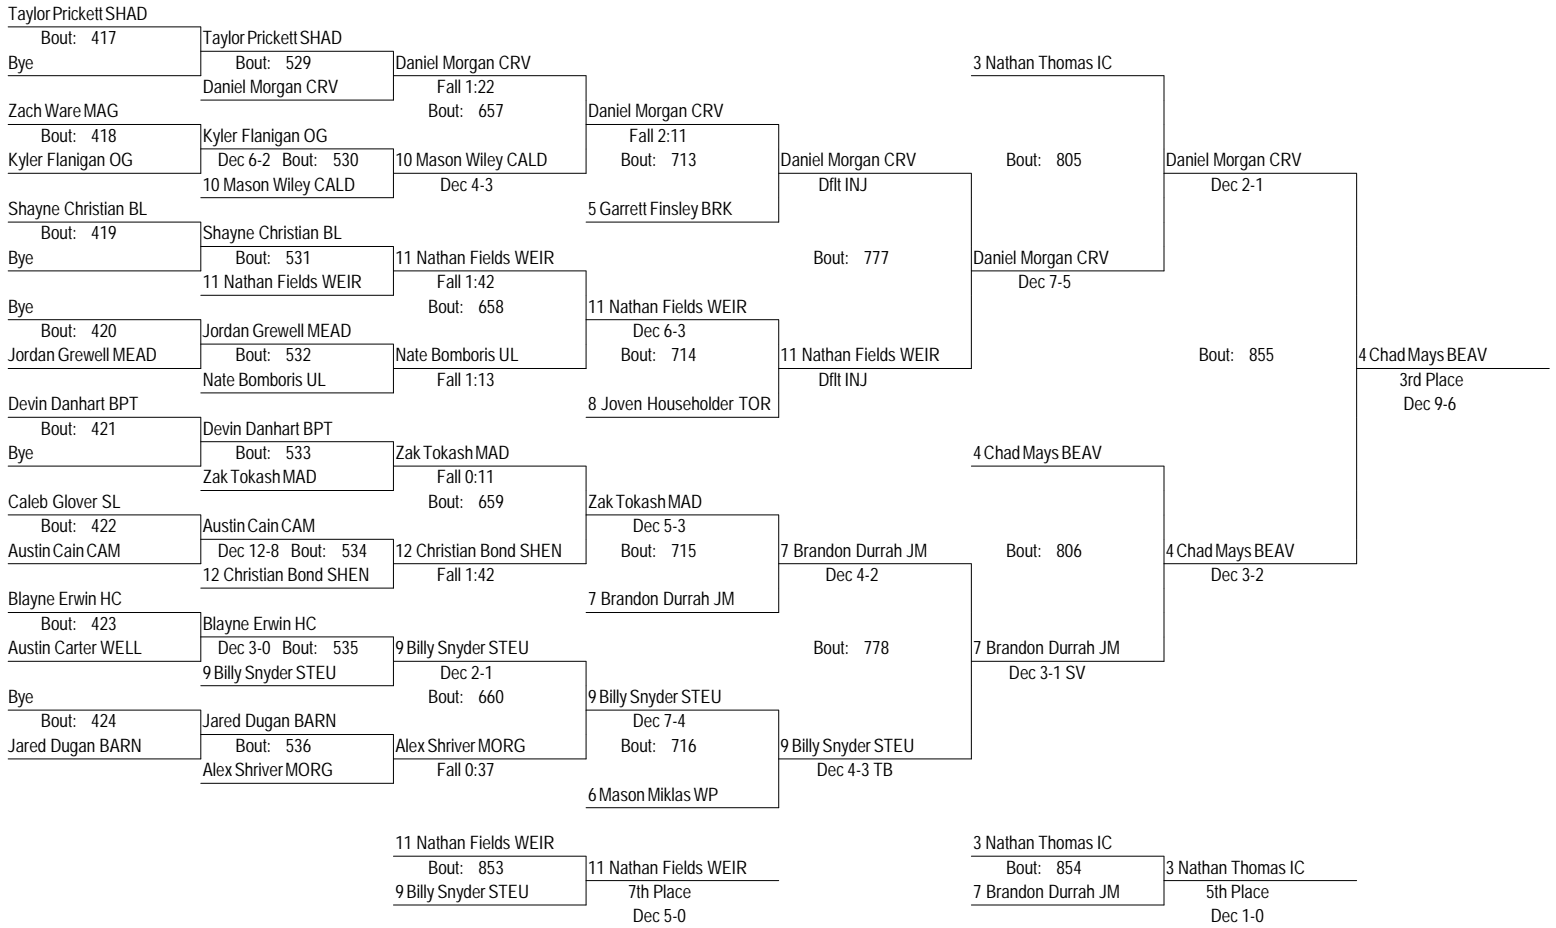 Taylor Prickett SHAD
Bout: 417
Bye
Zach Ware MAG
Bout: 418
Kyler Flanigan OG
Shayne Christian BL
Bout: 419
Bye
Bye
Bout: 420
Jordan Grewell MEAD
Devin Danhart BPT
Bout: 421
Bye
Caleb Glover SL
Bout: 422
Austin Cain CAM
Blayne Erwin HC
Bout: 423
Austin Carter WELL
Bye
Bout: 424
Jared Dugan BARN
Taylor Prickett SHAD
Bout: 529
Daniel Morgan CRV
Kyler Flanigan OG
Dec 6-2 Bout: 530
10 Mason Wiley CALD
Shayne Christian BL
Bout: 531
11 Nathan Fields WEIR
Jordan Grewell MEAD
Bout: 532
Nate Bomboris UL
Devin Danhart BPT
Bout: 533
Zak Tokash MAD
Austin Cain CAM
Dec 12-8 Bout: 534
12 Christian Bond SHEN
Blayne Erwin HC
Dec 3-0 Bout: 535
9 Billy Snyder STEU
Jared Dugan BARN
Bout: 536
Alex Shriver MORG
Daniel Morgan CRV
Fall 1:22
Bout: 657
10 Mason Wiley CALD
Dec 4-3
11 Nathan Fields WEIR
Fall 1:42
Bout: 658
Nate Bomboris UL
Fall 1:13
Zak Tokash MAD
Fall 0:11
Bout: 659
12 Christian Bond SHEN
Fall 1:42
9 Billy Snyder STEU
Dec 2-1
Bout: 660
Alex Shriver MORG
Fall 0:37
Daniel Morgan CRV
Fall 2:11
Bout: 713
5 Garrett Finsley BRK
11 Nathan Fields WEIR
Dec 6-3
Bout: 714
8 Joven Householder TOR
Zak Tokash MAD
Dec 5-3
Bout: 715
7 Brandon Durrah JM
9 Billy Snyder STEU
Dec 7-4
Bout: 716
6 Mason Miklas WP
Daniel Morgan CRV
Dflt INJ
Bout: 777
11 Nathan Fields WEIR
Dflt INJ
7 Brandon Durrah JM
Dec 4-2
Bout: 778
9 Billy Snyder STEU
Dec 4-3 TB
3 Nathan Thomas IC
Bout: 805
Daniel Morgan CRV
Dec 7-5
4 Chad Mays BEAV
Bout: 806
7 Brandon Durrah JM
Dec 3-1 SV
Daniel Morgan CRV
Dec 2-1
Bout: 855
4 Chad Mays BEAV
Dec 3-2
4 Chad Mays BEAV
3rd Place
Dec 9-6
11 Nathan Fields WEIR
Bout: 853
9 Billy Snyder STEU
11 Nathan Fields WEIR
7th Place
Dec 5-0
3 Nathan Thomas IC
Bout: 854
7 Brandon Durrah JM
3 Nathan Thomas IC
5th Place
Dec 1-0